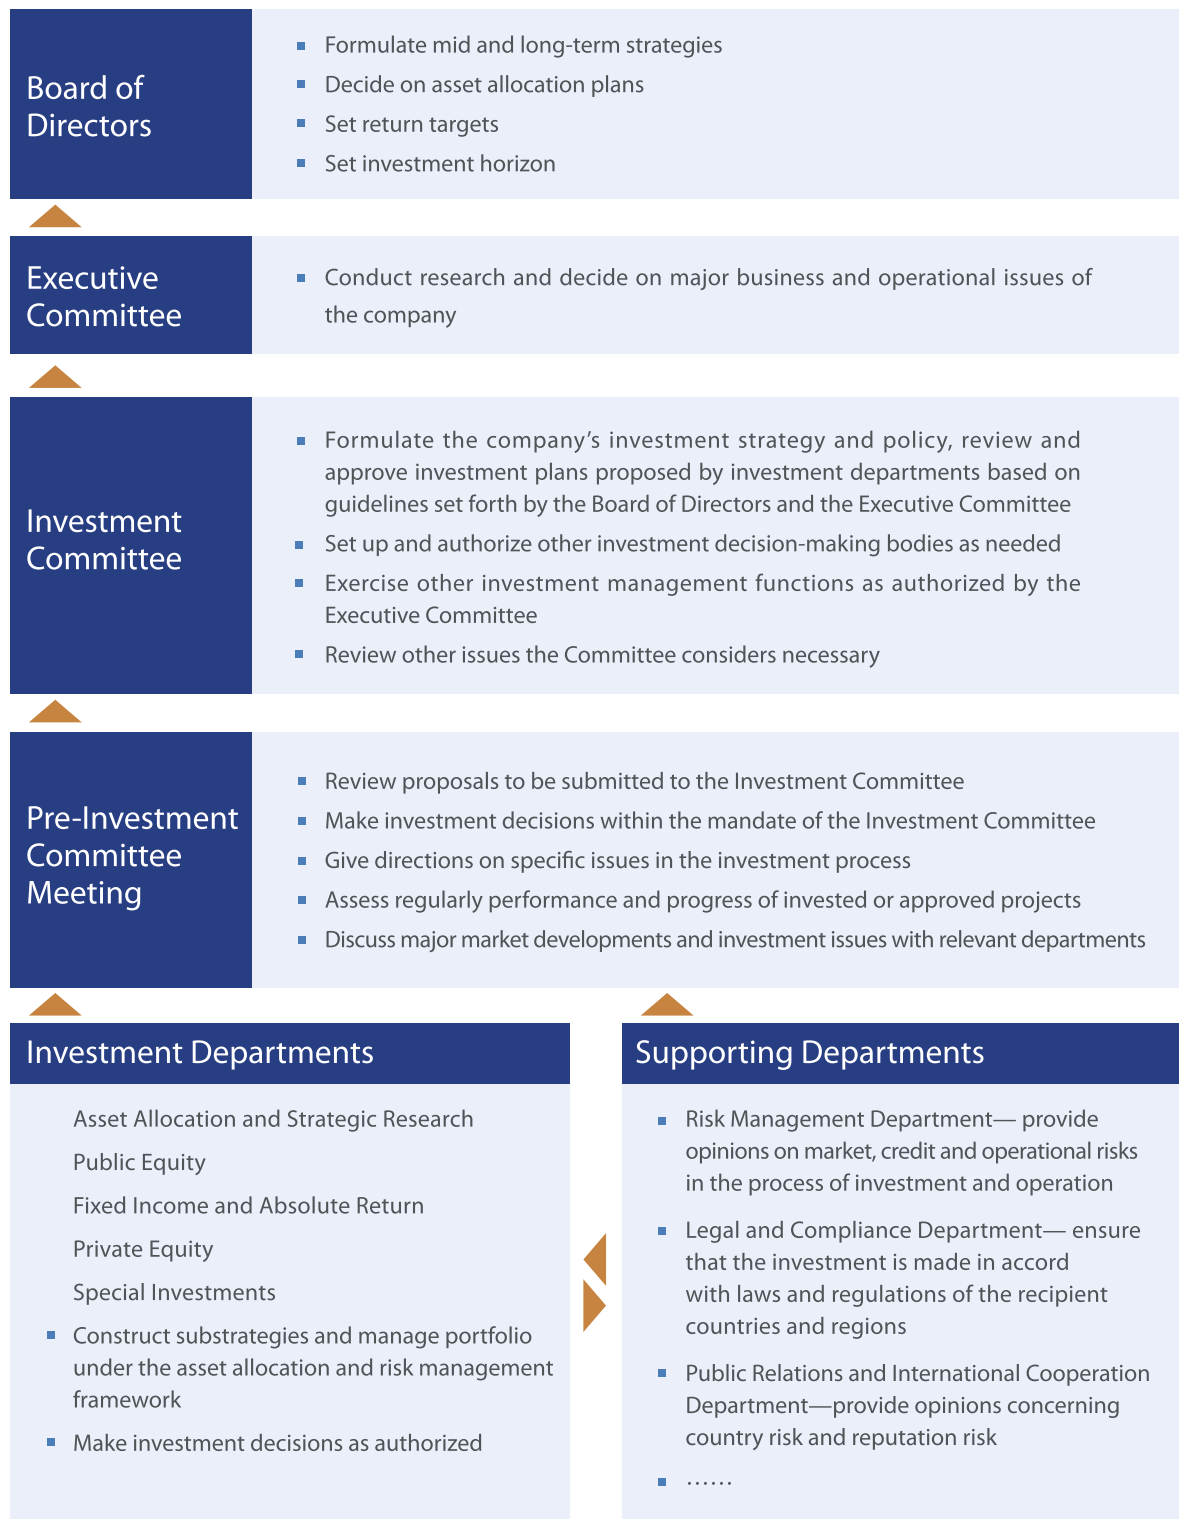 Board of
Directors
Formulate mid and long-term strategies
Decide on asset allocation plans
Set return targets
Set investment horizon
Executive
Committee
Conduct research and decide on major business and operational issues of
the company
Investment
Committee
Formulate the company’s investment strategy and policy, review and
approve investment plans proposed by investment departments based on
guidelines set forth by the Board of Directors and the Executive Committee
Set up and authorize other investment decision-making bodies as needed
Exercise other investment management functions as authorized by the
Executive Committee
Review other issues the Committee considers necessary
Pre-Investment
Committee
Meeting
Review proposals to be submitted to the Investment Committee
Make investment decisions within the mandate of the Investment Committee
Give directions on specific issues in the investment process
Assess regularly performance and progress of invested or approved projects
Discuss major market developments and investment issues with relevant departments
Investment Departments
Asset Allocation and Strategic Research
Public Equity
Fixed Income and Absolute Return
Private Equity
Special Investments
Construct substrategies and manage portfolio
under the asset allocation and risk management
framework
Make investment decisions as authorized
Supporting Departments
Risk Management Department— provide
opinions on market, credit and operational risks
in the process of investment and operation
Legal and Compliance Department— ensure
that the investment is made in accord
with laws and regulations of the recipient
countries and regions
Public Relations and International Cooperation
Department—provide opinions concerning
country risk and reputation risk
……